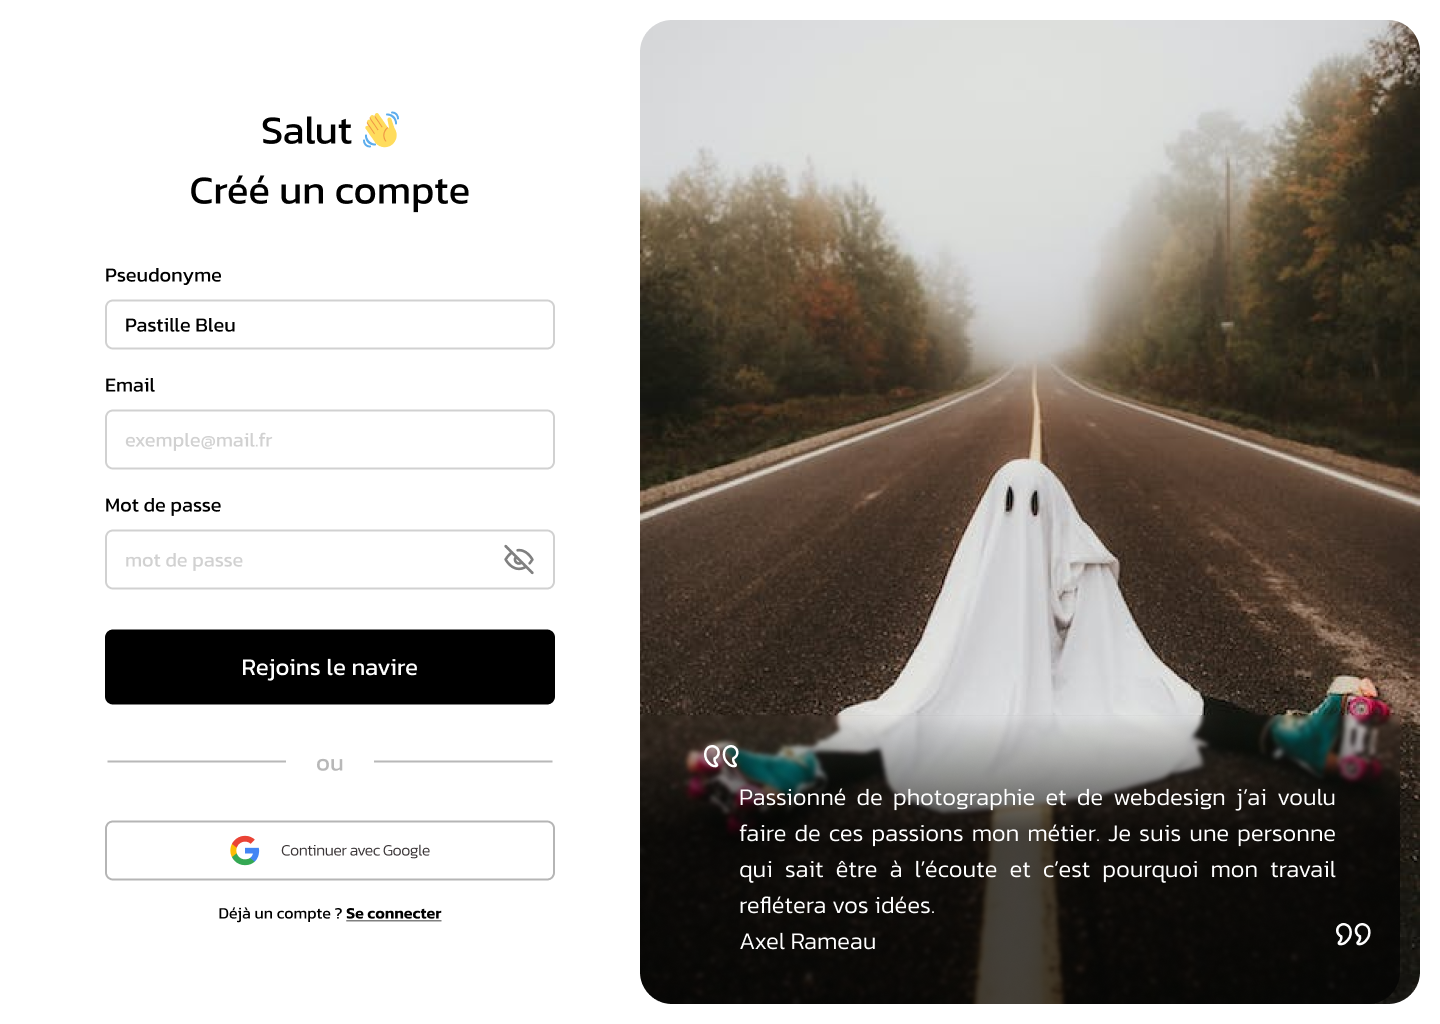 Salut 👋
Créé un compte
Pseudonyme
Pastille Bleu
Email
exemple@mail.fr
Mot de passe
mot de passe
Rejoins le navire
ou
Continuer avec Google
Déjà un compte ? Se connecter
Passionné de photographie et de webdesign j’ai voulu
faire de ces passions mon métier. Je suis une personne
qui sait être à l’écoute et c’est pourquoi mon travail
reflétera vos idées.
Axel Rameau